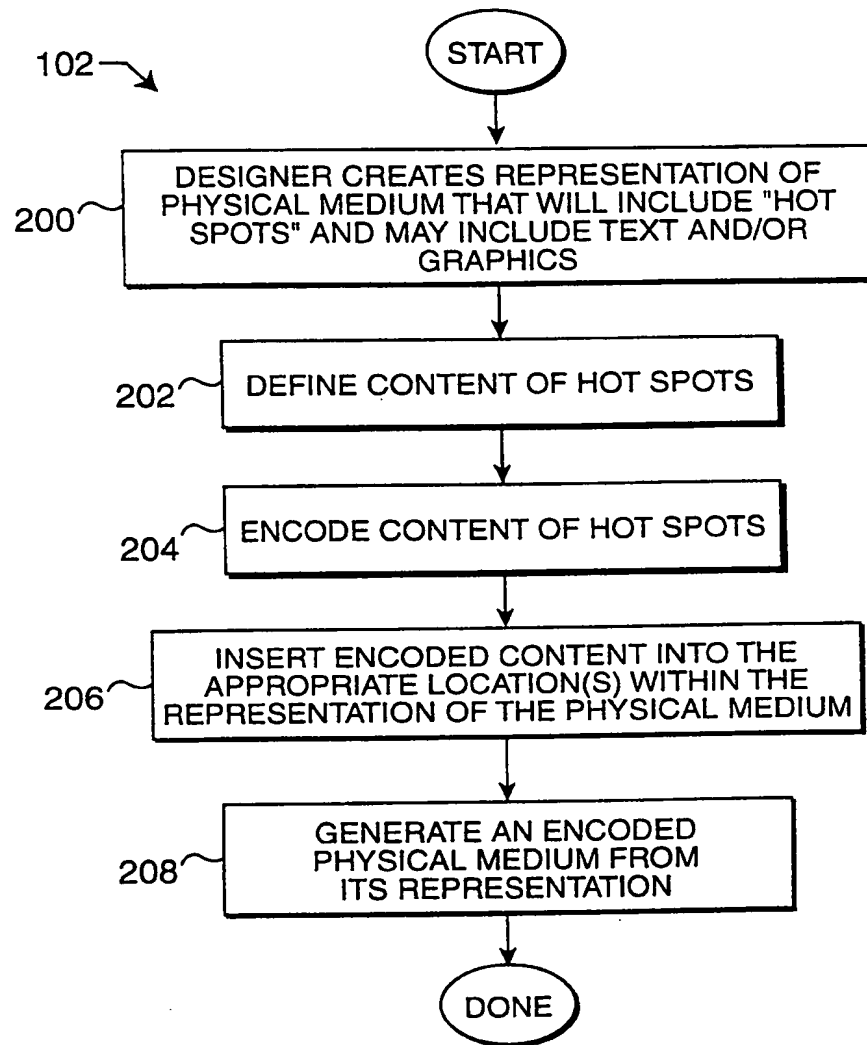 START
102
DESIGNER CREATES REPRESENTATION OF
PHYSICAL MEDIUM THAT WILL INCLUDE "HOT
SPOTS" AND MAY INCLUDE TEXT AND/OR
GRAPHICS
200
DEFINE CONTENT OF HOT SPOTS
202
ENCODE CONTENT OF HOT SPOTS
204
INSERT ENCODED CONTENT INTO THE
APPROPRIATE LOCATION(S) WITHIN THE
REPRESENTATION OF THE PHYSICAL MEDIUM
206
GENERATE AN ENCODED
PHYSICAL MEDIUM FROM
ITS REPRESENTATION
208
DONE